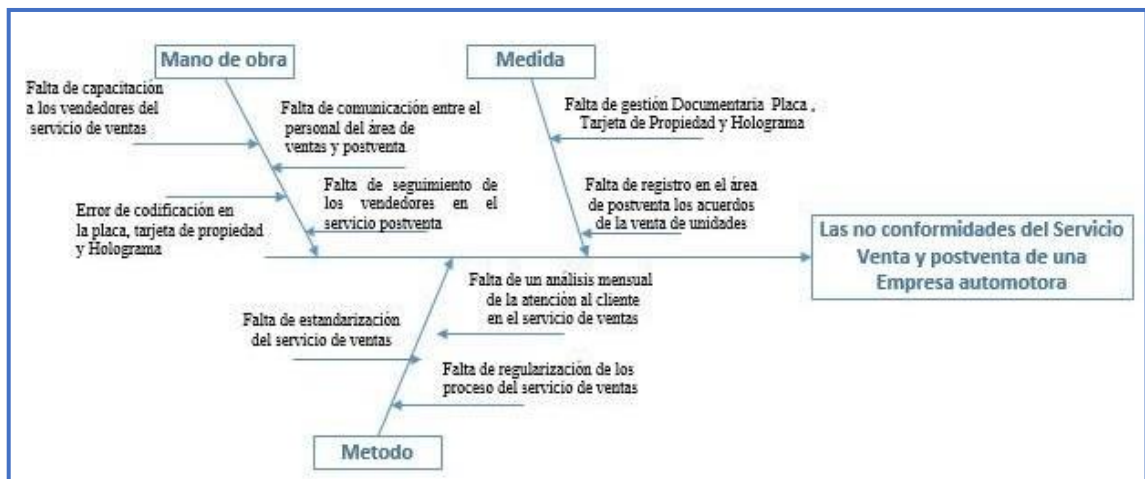 Mano de obra
Medida
Falta de capacitación
a los vendedores del
servicio de ventas
Falta de comunicación entre el
personal del área de
ventas y postventa
Error de codificación en
la placa, tarjeta de propiedad
y Holograma
Falta de seguimiento de
los vendedores en el
servicio postventa
Falta de gestión Documentaria Placa ,
Tarjeta de Propiedad y Holograma
Falta de registro en el área
de postventa los acuerdos
de la venta de unidades
Las no conformidades del Servicio
Venta y postventa de una
Empresa automotora
Falta de estandarización
del servicio de ventas
Falta de un análisis mensual
de la atención al cliente
en el servicio de ventas
Falta de regularización de los
proceso del servicio de ventas
Metodo